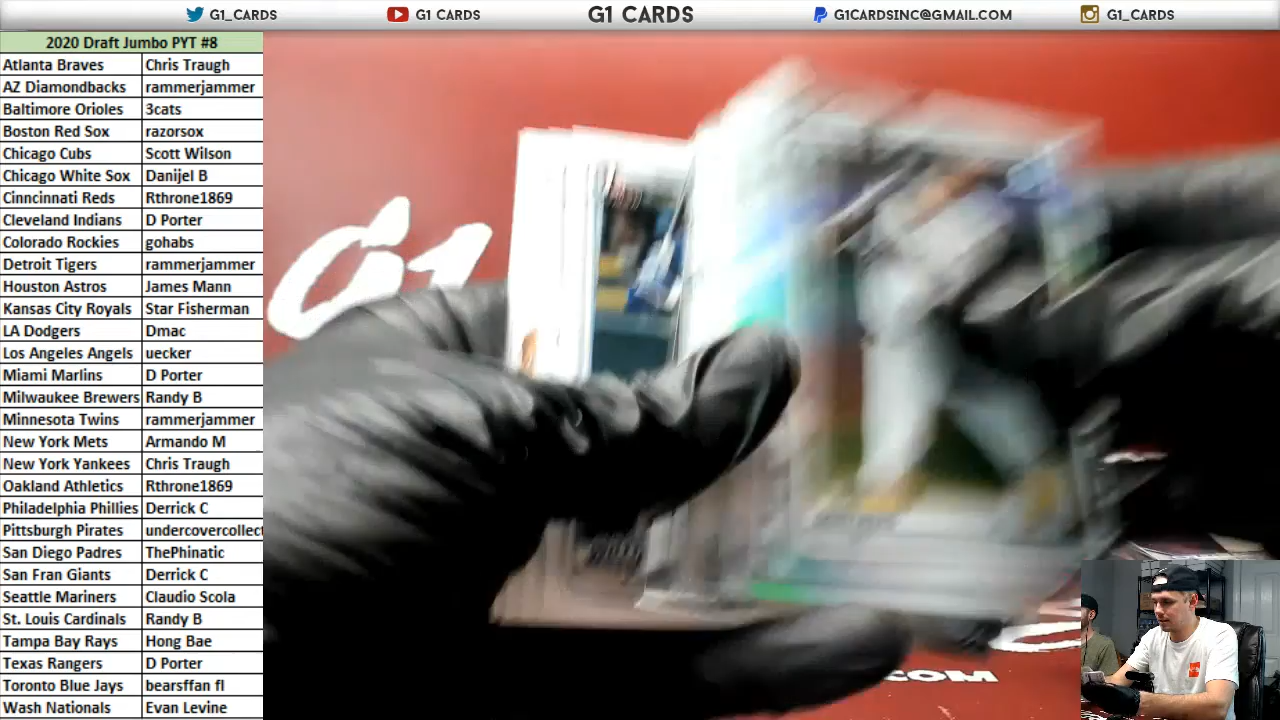 G1_CARDS
G1 CARDS
G1 CARDS
G1CARDSINC@GMAIL.COM
G1_CARDS
2020 Draft Jumbo PYT #8
Atlanta Braves Chris Traugh
AZ Diamondbacks rammerjammer
Baltimore Orioles 3cats
Boston Red Sox razorsox
Chicago Cubs Scott Wilson
Chicago White Sox Danijel B
Cinncinnati Reds Rthrone1869
Cleveland Indians D Porter
Colorado Rockies gohabs
Detroit Tigers rammerjammer
Houston Astros James Mann
Kansas City Royals Star Fisherman
LA Dodgers Dmac
Los Angeles Angels uecker
Miami Marlins D Porter
Milwaukee Brewers Randy B
Minnesota Twins rammerjammer
New York Mets Armando M
New York Yankees Chris Traugh
Oakland Athletics Rthrone1869
Philadelphia Phillies Derrick C
Pittsburgh Pirates undercovercollect
San Diego Padres ThePhinatic
San Fran Giants Derrick C
Seattle Mariners Claudio Scola
St. Louis Cardinals Randy B
Tampa Bay Rays Hong Bae
Texas Rangers D Porter
Toronto Blue Jays bearsffan fl
Wash Nationals Evan Levine
G1
.COM